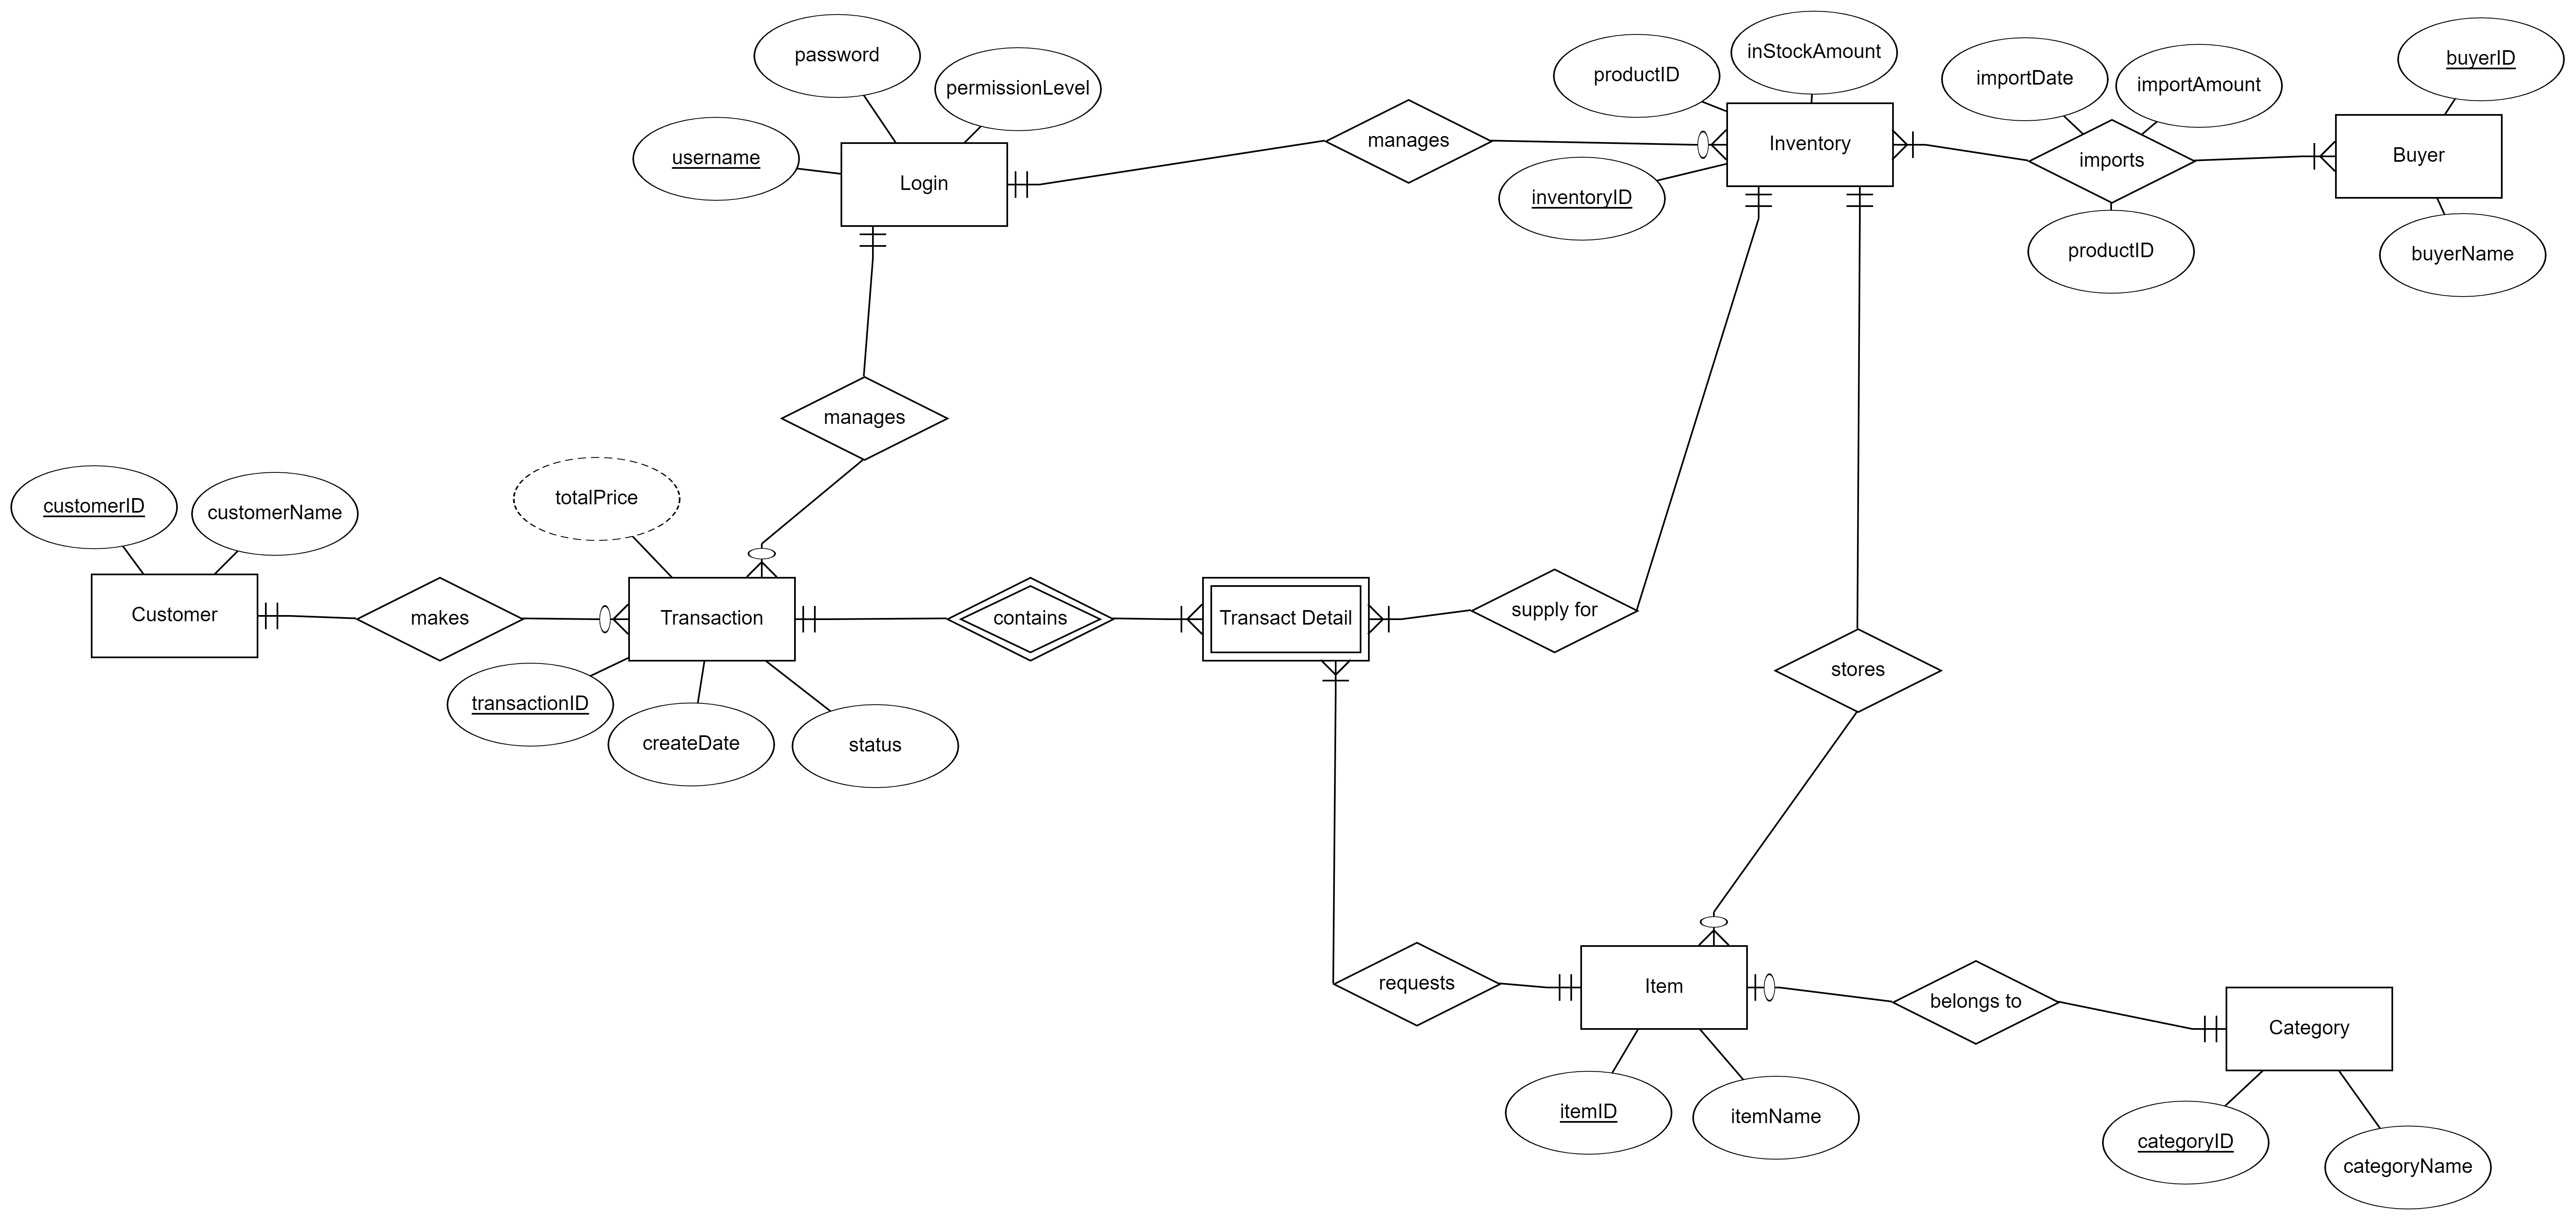 password
inStockAmount
buyerID
productID
importDate
importAmount
permissionLevel
manages
Inventory
Buyer
username
imports
Login
inventoryID
productID
buyerName
manages
totalPrice
customerID
customerName
Customer
makes
Transaction
contains
Transact Detail
supply for
stores
transactionID
createDate
status
requests
Item
belongs to
Category
itemID
itemName
categoryID
categoryName